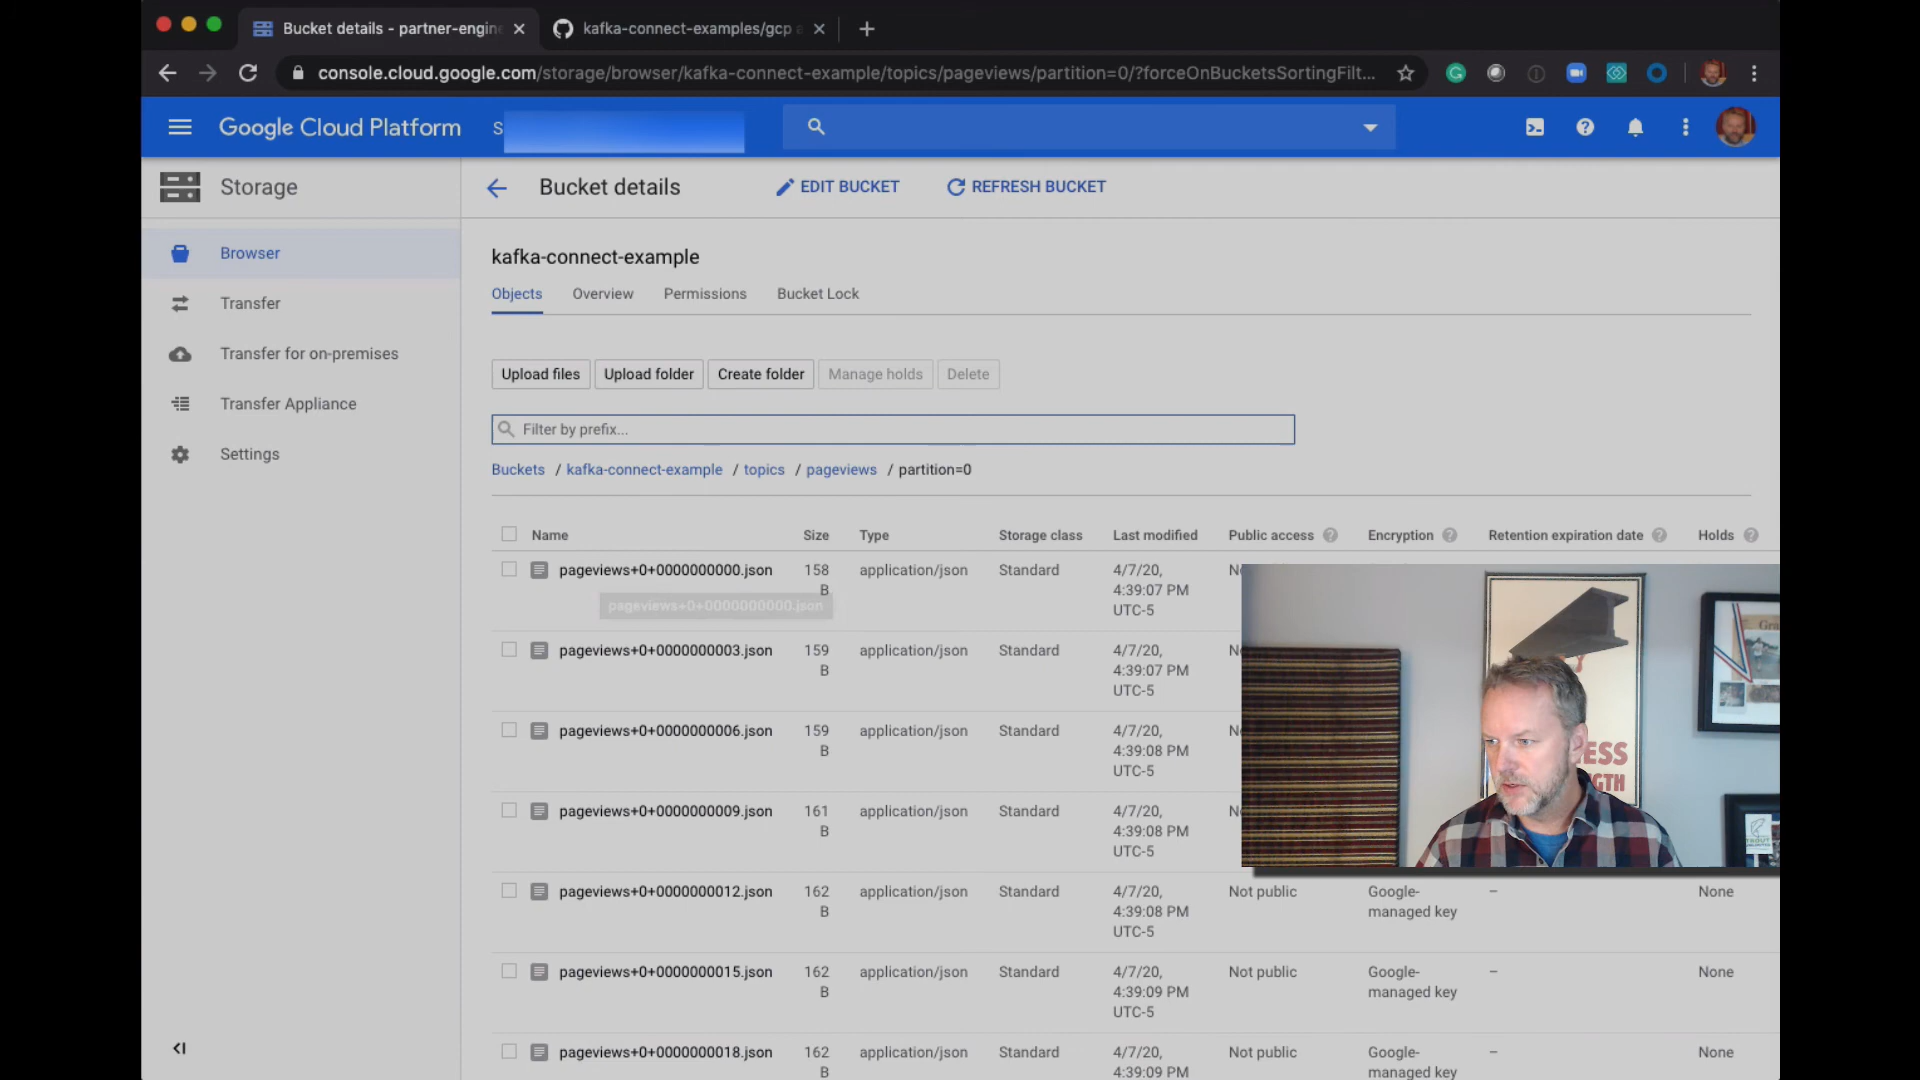 Bucket details - partner-engin
kafka-connect-examples/gcp a
console.cloud.google.com/storage/browser/kafka-connect-example/topics/pageviews/partition=0/?forceOnBucketsSortingFilt...
Google Cloud Platform
S
Storage
Bucket details
EDIT BUCKET
REFRESH BUCKET
Browser
Transfer
Transfer for on-premises
Transfer Appliance
Settings
kafka-connect-example
Objects Overview Permissions Bucket Lock
Upload files Upload folder Create folder Manage holds Delete
Filter by prefix...
Buckets / kafka-connect-example / topics / pageviews / partition=0
Name Size Type Storage class Last modified Public access Encryption Retention expiration date Holds
pageviews+0+0000000000.json 158 application/json Standard 4/7/20,
B 4:39:07 PM
pageviews+0+0000000000.json UTC-5
pageviews+0+0000000003.json 159 application/json Standard 4/7/20,
B 4:39:07 PM
UTC-5
pageviews+0+0000000006.json 159 application/json Standard 4/7/20,
B 4:39:08 PM
UTC-5
pageviews+0+0000000009.json 161 application/json Standard 4/7/20,
B 4:39:08 PM
UTC-5
pageviews+0+0000000012.json 162 application/json Standard 4/7/20, Not public Google- – None
B 4:39:08 PM managed key
UTC-5
pageviews+0+0000000015.json 162 application/json Standard 4/7/20, Not public Google- – None
B 4:39:09 PM managed key
UTC-5
pageviews+0+0000000018.json 162 application/json Standard 4/7/20, Not public Google- – None
B 4:39:09 PM managed key
ESS
GTH